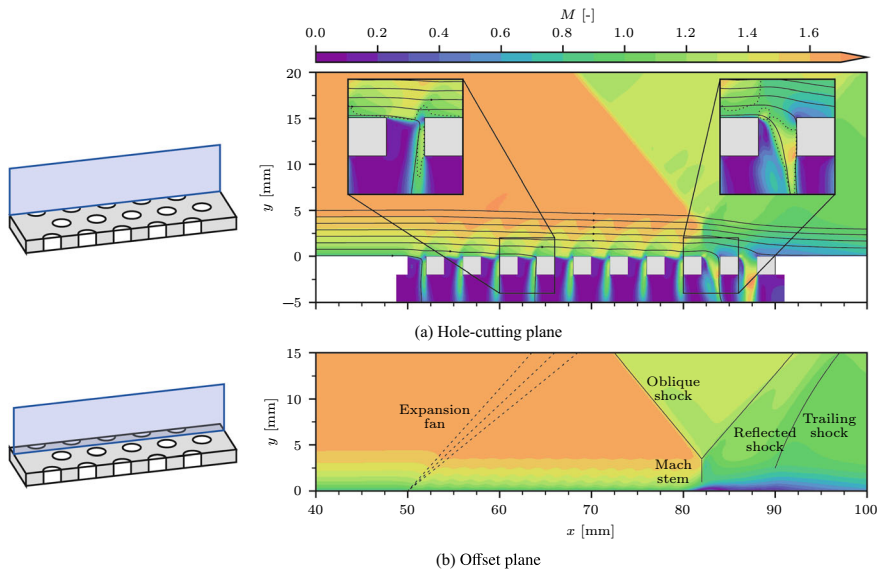 M [-]
0.0 0.2 0.4 0.6 0.8 1.0 1.2 1.4 1.6
20
15
10
5
0
−5
y [mm]
(a) Hole-cutting plane
15
10
5
0
y [mm]
Expansion
fan
Oblique
shock
Mach
stem
Reflected
shock
Trailing
shock
40 50 60 70 80 90 100
x [mm]
(b) Offset plane